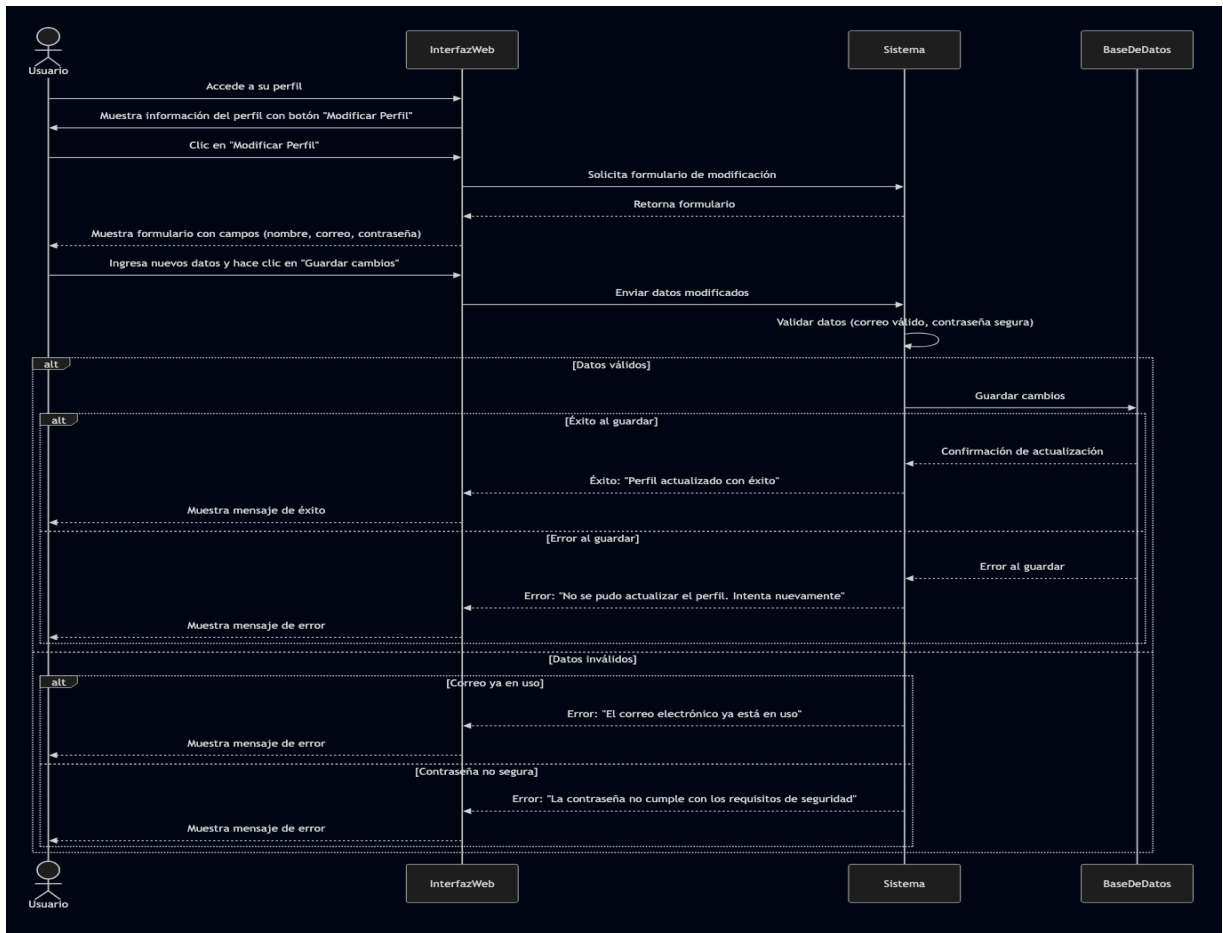 Usuario
InterfazWeb
Sistema
BaseDeDatos
Accede a su perfil
Muestra información del perfil con botón "Modificar Perfil"
Clic en "Modificar Perfil"
Solicita formulario de modificación
Retorna formulario
Muestra formulario con campos (nombre, correo, contraseña)
Ingresa nuevos datos y hace clic en "Guardar cambios"
Enviar datos modificados
Validar datos (correo válido, contraseña segura)
alt
[Datos válidos]
Guardar cambios
alt
[Éxito al guardar]
Confirmación de actualización
Éxito: "Perfil actualizado con éxito"
Muestra mensaje de éxito
[Error al guardar]
Error al guardar
Error: "No se pudo actualizar el perfil. Intenta nuevamente"
Muestra mensaje de error
[Datos inválidos]
alt
[Correo ya en uso]
Error: "El correo electrónico ya está en uso"
Muestra mensaje de error
[Contraseña no segura]
Error: "La contraseña no cumple con los requisitos de seguridad"
Muestra mensaje de error
Usuario
InterfazWeb
Sistema
BaseDeDatos